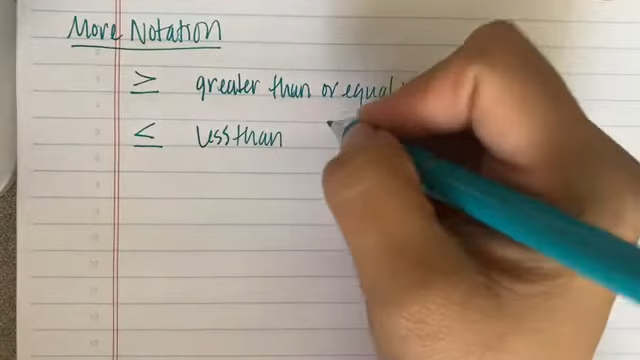 More Notation
≥ greater than or equal
≤ less than